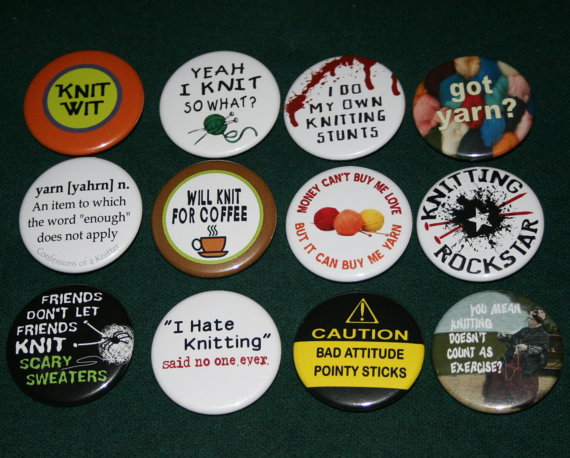 KNIT
WIT
YEAH
I KNIT
SO WHAT?
I DO
MY OWN
KNITTING
STUNTS
got
yarn?
yarn [yahrn] n.
An item to which
the word "enough"
does not apply
Confessions of a Knitter
WILL KNIT
FOR COFFEE
MONEY CAN'T BUY ME LOVE
BUT IT CAN BUY ME YARN
KNITTING
ROCKSTAR
FRIENDS
DON'T LET
FRIENDS
KNIT
SCARY
SWEATERS
"I Hate
Knitting"
said no one.ever.
CAUTION
BAD ATTITUDE
POINTY STICKS
YOU MEAN
KNITTING
DOESN'T
COUNT AS
EXERCISE?